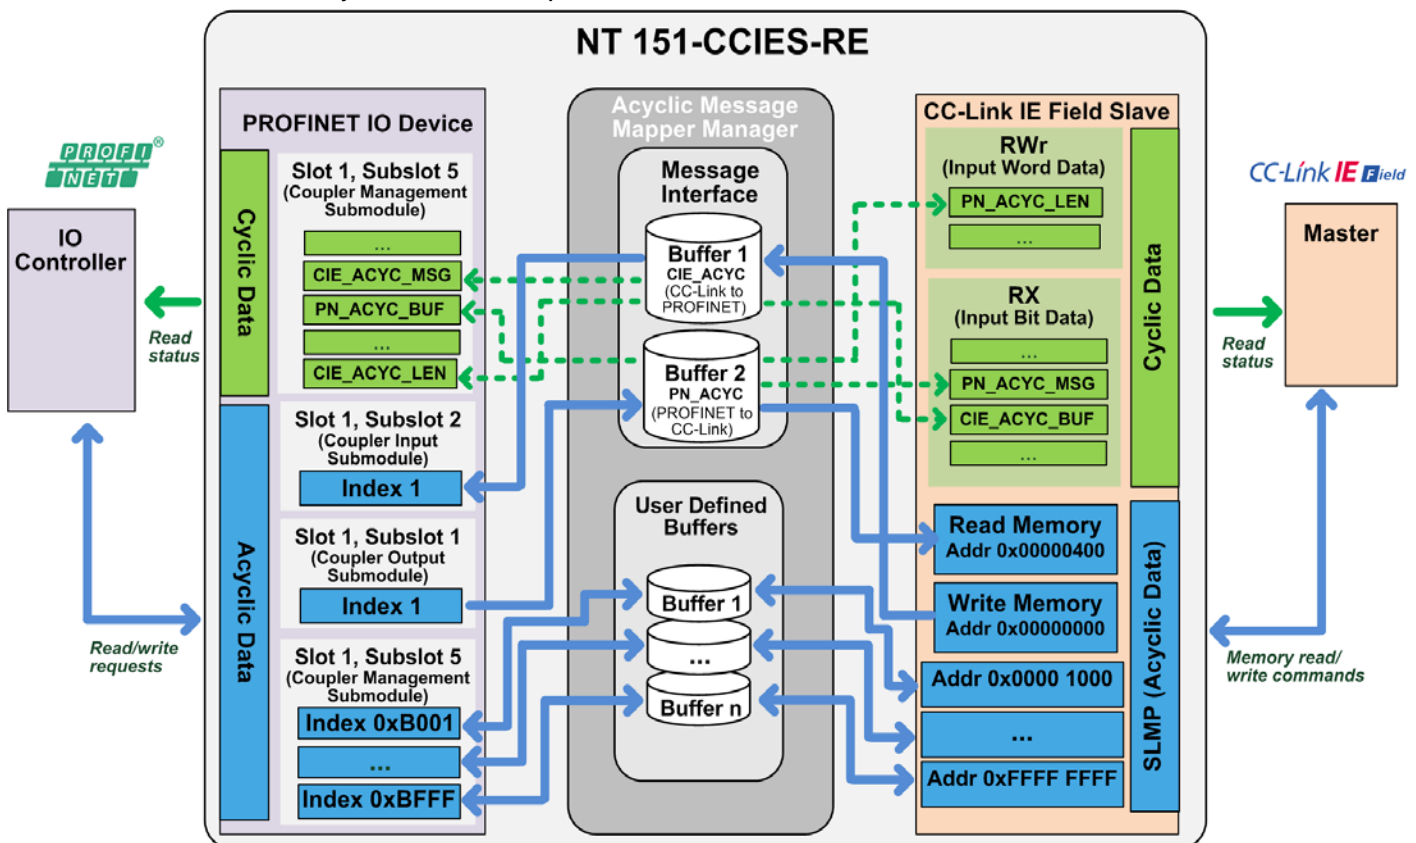 NT 151-CCIES-RE
PROFI
NET®
IO
Controller
Read
status
Read/write
requests
PROFINET IO Device
Cyclic Data
Slot 1, Subslot 5
(Coupler Management
Submodule)
...
CIE_ACYC_MSG
PN_ACYC_BUF
...
CIE_ACYC_LEN
Acyclic Data
Slot 1, Subslot 2
(Coupler Input
Submodule)
Index 1
Slot 1, Subslot 1
(Coupler Output
Submodule)
Index 1
Slot 1, Subslot 5
(Coupler Management
Submodule)
Index 0xB001
...
Index 0xBFFF
Acyclic Message
Mapper Manager
Message
Interface
Buffer 1
CIE_ACYC
(CC-Link to
PROFINET)
Buffer 2
PN_ACYC
(PROFINET to
CC-Link)
User Defined
Buffers
Buffer 1
...
Buffer n
CC-Link IE Field Slave
RWr
(Input Word Data)
PN_ACYC_LEN
...
RX
(Input Bit Data)
...
PN_ACYC_MSG
CIE_ACYC_BUF
...
Cyclic Data
Read Memory
Addr 0x00000400
Write Memory
Addr 0x00000000
Addr 0x0000 1000
...
Addr 0xFFFF FFFF
SLMP (Acyclic Data)
CC-Link IE Field
Master
Read
status
Memory read/
write commands